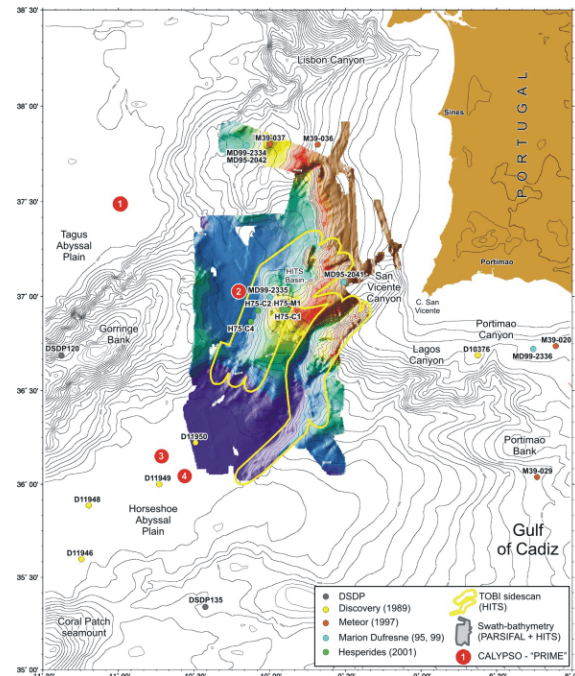 38° 30'
38° 00'
37° 30'
37° 00'
36° 30'
36° 00'
35° 30'
35° 00'
Lisbon Canyon
Sines
PORTUGAL
M39-037
M39-036
MD99-2334
MD95-2042
1
Tagus
Abyssal
Plain
Portimao
HITS
Basin
MD95-2041
San
Vicente
Canyon
2
MD99-2335
H75-C2
H75-M1
H75-C1
H75-C4
C. San
Vicente
Gorringe
Bank
DSDP120
Portimao
Canyon
Lagos
Canyon
D10376
M39-020
MD99-2336
D11950
3
4
D11949
Portimao
Bank
M39-029
D11948
Horseshoe
Abyssal
Plain
Gulf
of Cadiz
D11946
DSDP135
Coral Patch
seamount
DSDP
Discovery (1989)
Meteor (1997)
Marion Dufresne (95, 99)
Hesperides (2001)
TOBI sidescan
(HITS)
Swath-bathymetry
(PARSIFAL + HITS)
1 CALYPSO - "PRIME"
10° 00'